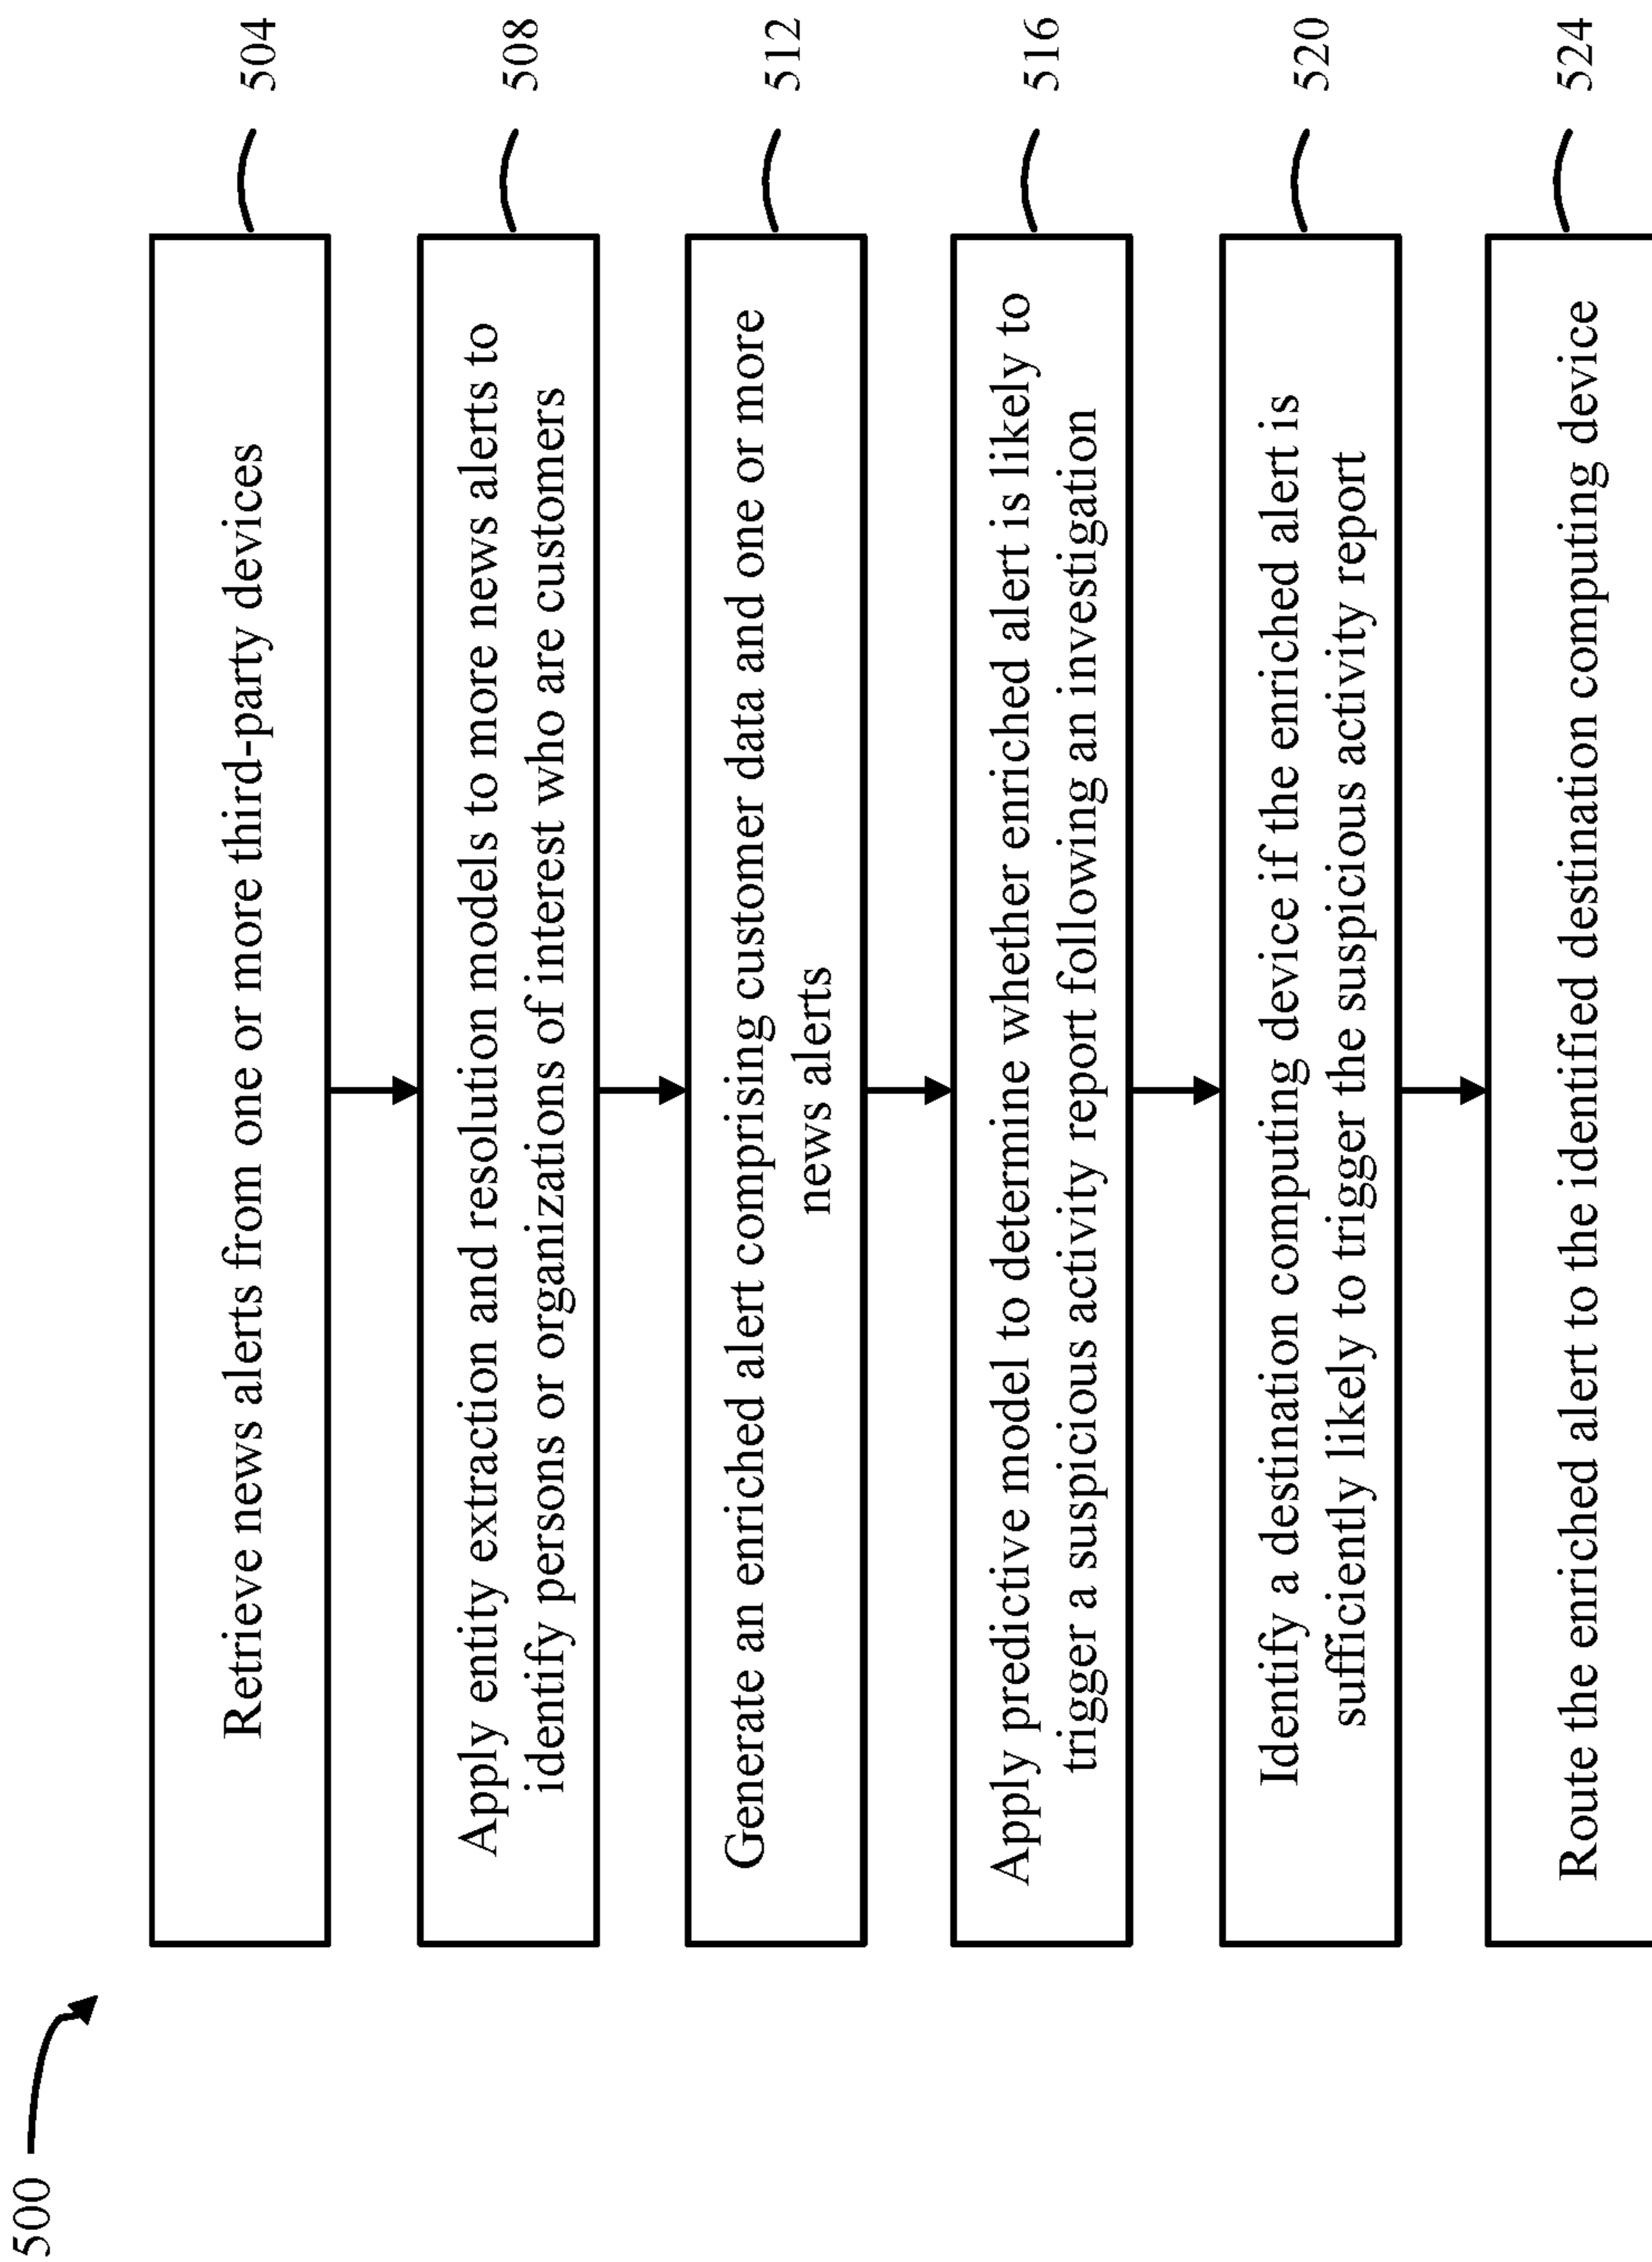 500
Retrieve news alerts from one or more third-party devices
504
Apply entity extraction and resolution models to more news alerts to
identify persons or organizations of interest who are customers
508
Generate an enriched alert comprising customer data and one or more
news alerts
512
Apply predictive model to determine whether enriched alert is likely to
trigger a suspicious activity report following an investigation
516
Identify a destination computing device if the enriched alert is
sufficiently likely to trigger the suspicious activity report
520
Route the enriched alert to the identified destination computing device
524